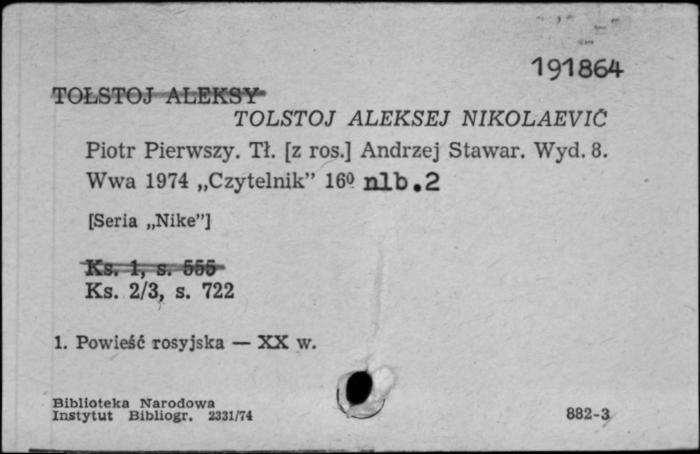 191864
TOŁSTOJ ALEKSY
TOLSTOJ ALEKSEJ NIKOLAEVIČ
Piotr Pierwszy. Tł. [z ros.] Andrzej Stawar. Wyd. 8.
Wwa 1974 „Czytelnik” 16⁰ nlb.2
[Seria „Nike”]
Ks. 1, s. 555
Ks. 2/3, s. 722
1. Powieść rosyjska — XX w.
Biblioteka Narodowa
Instytut Bibliogr. 2331/74
882-3